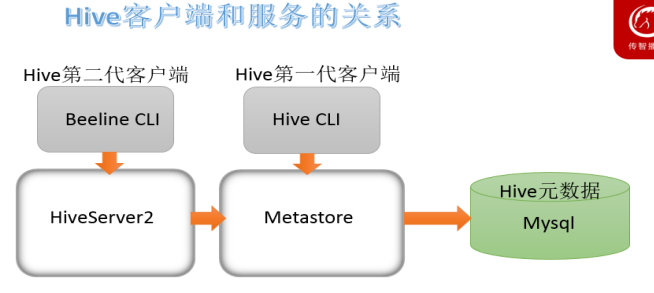 Hive客户端和服务的关系
Hive第二代客户端
Hive第一代客户端
Beeline CLI
Hive CLI
HiveServer2
Metastore
Hive元数据
Mysql
传智播